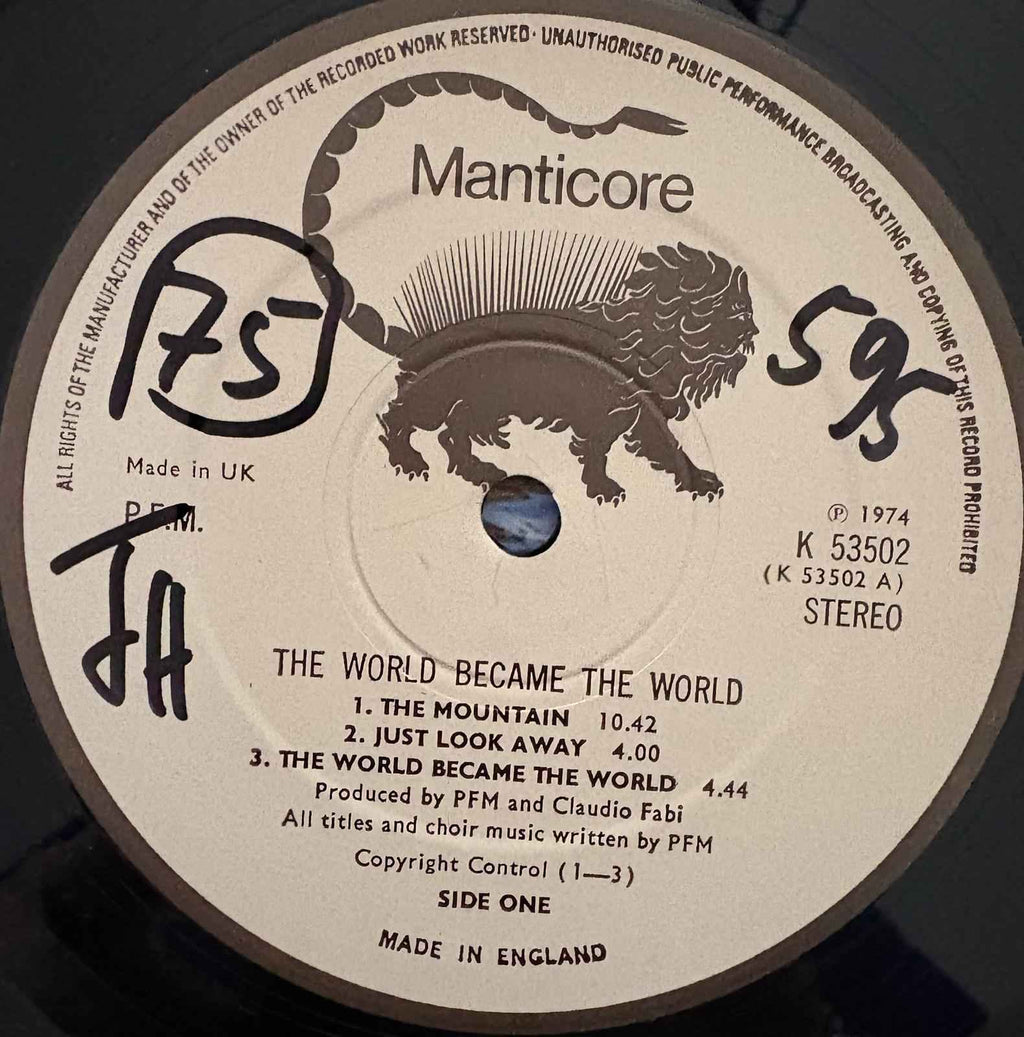 ALL RIGHTS OF THE MANUFACTURER AND OF THE OWNER OF THE RECORDED WORK RESERVED · UNAUTHORISED PUBLIC PERFORMANCE BROADCASTING AND COPYING OF THIS RECORD PROHIBITED
Manticore
75
595
Made in UK
P.F.M.
JA
℗ 1974
K 53502
(K 53502 A)
STEREO
THE WORLD BECAME THE WORLD
1. THE MOUNTAIN 10.42
2. JUST LOOK AWAY 4.00
3. THE WORLD BECAME THE WORLD 4.44
Produced by PFM and Claudio Fabi
All titles and choir music written by PFM
Copyright Control (1—3)
SIDE ONE
MADE IN ENGLAND